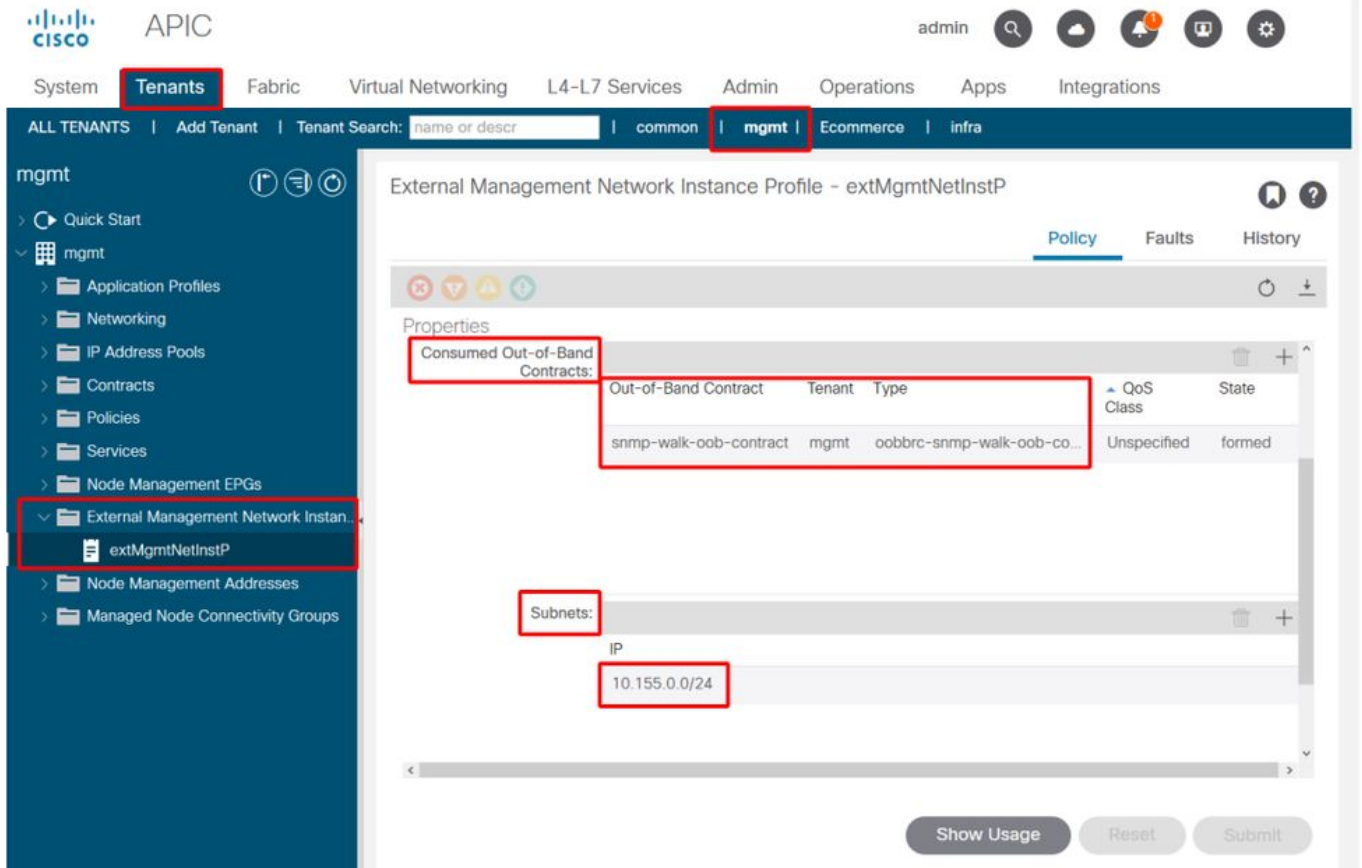 CISCO
APIC
admin
System Tenants Fabric Virtual Networking L4-L7 Services Admin Operations Apps Integrations
ALL TENANTS | Add Tenant | Tenant Search: name or descr | common | mgmt | Ecommerce | infra
mgmt
Quick Start
mgmt
Application Profiles
Networking
IP Address Pools
Contracts
Policies
Services
Node Management EPGs
External Management Network Instan...
extMgmtNetInstP
Node Management Addresses
Managed Node Connectivity Groups
External Management Network Instance Profile - extMgmtNetInstP
Policy Faults History
Properties
Consumed Out-of-Band
Contracts:
Out-of-Band Contract Tenant Type QoS Class State
snmp-walk-oob-contract mgmt oobbrc-snmp-walk-oob-co... Unspecified formed
Subnets:
IP
10.155.0.0/24
Show Usage Reset Submit